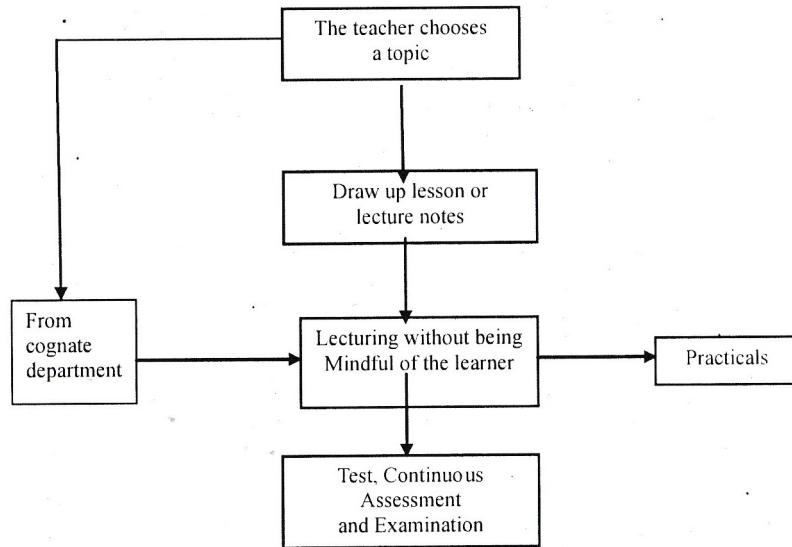 The teacher chooses
a topic
Draw up lesson or
lecture notes
From
cognate
department
Lecturing without being
Mindful of the learner
Practicals
Test, Continuous
Assessment
and Examination